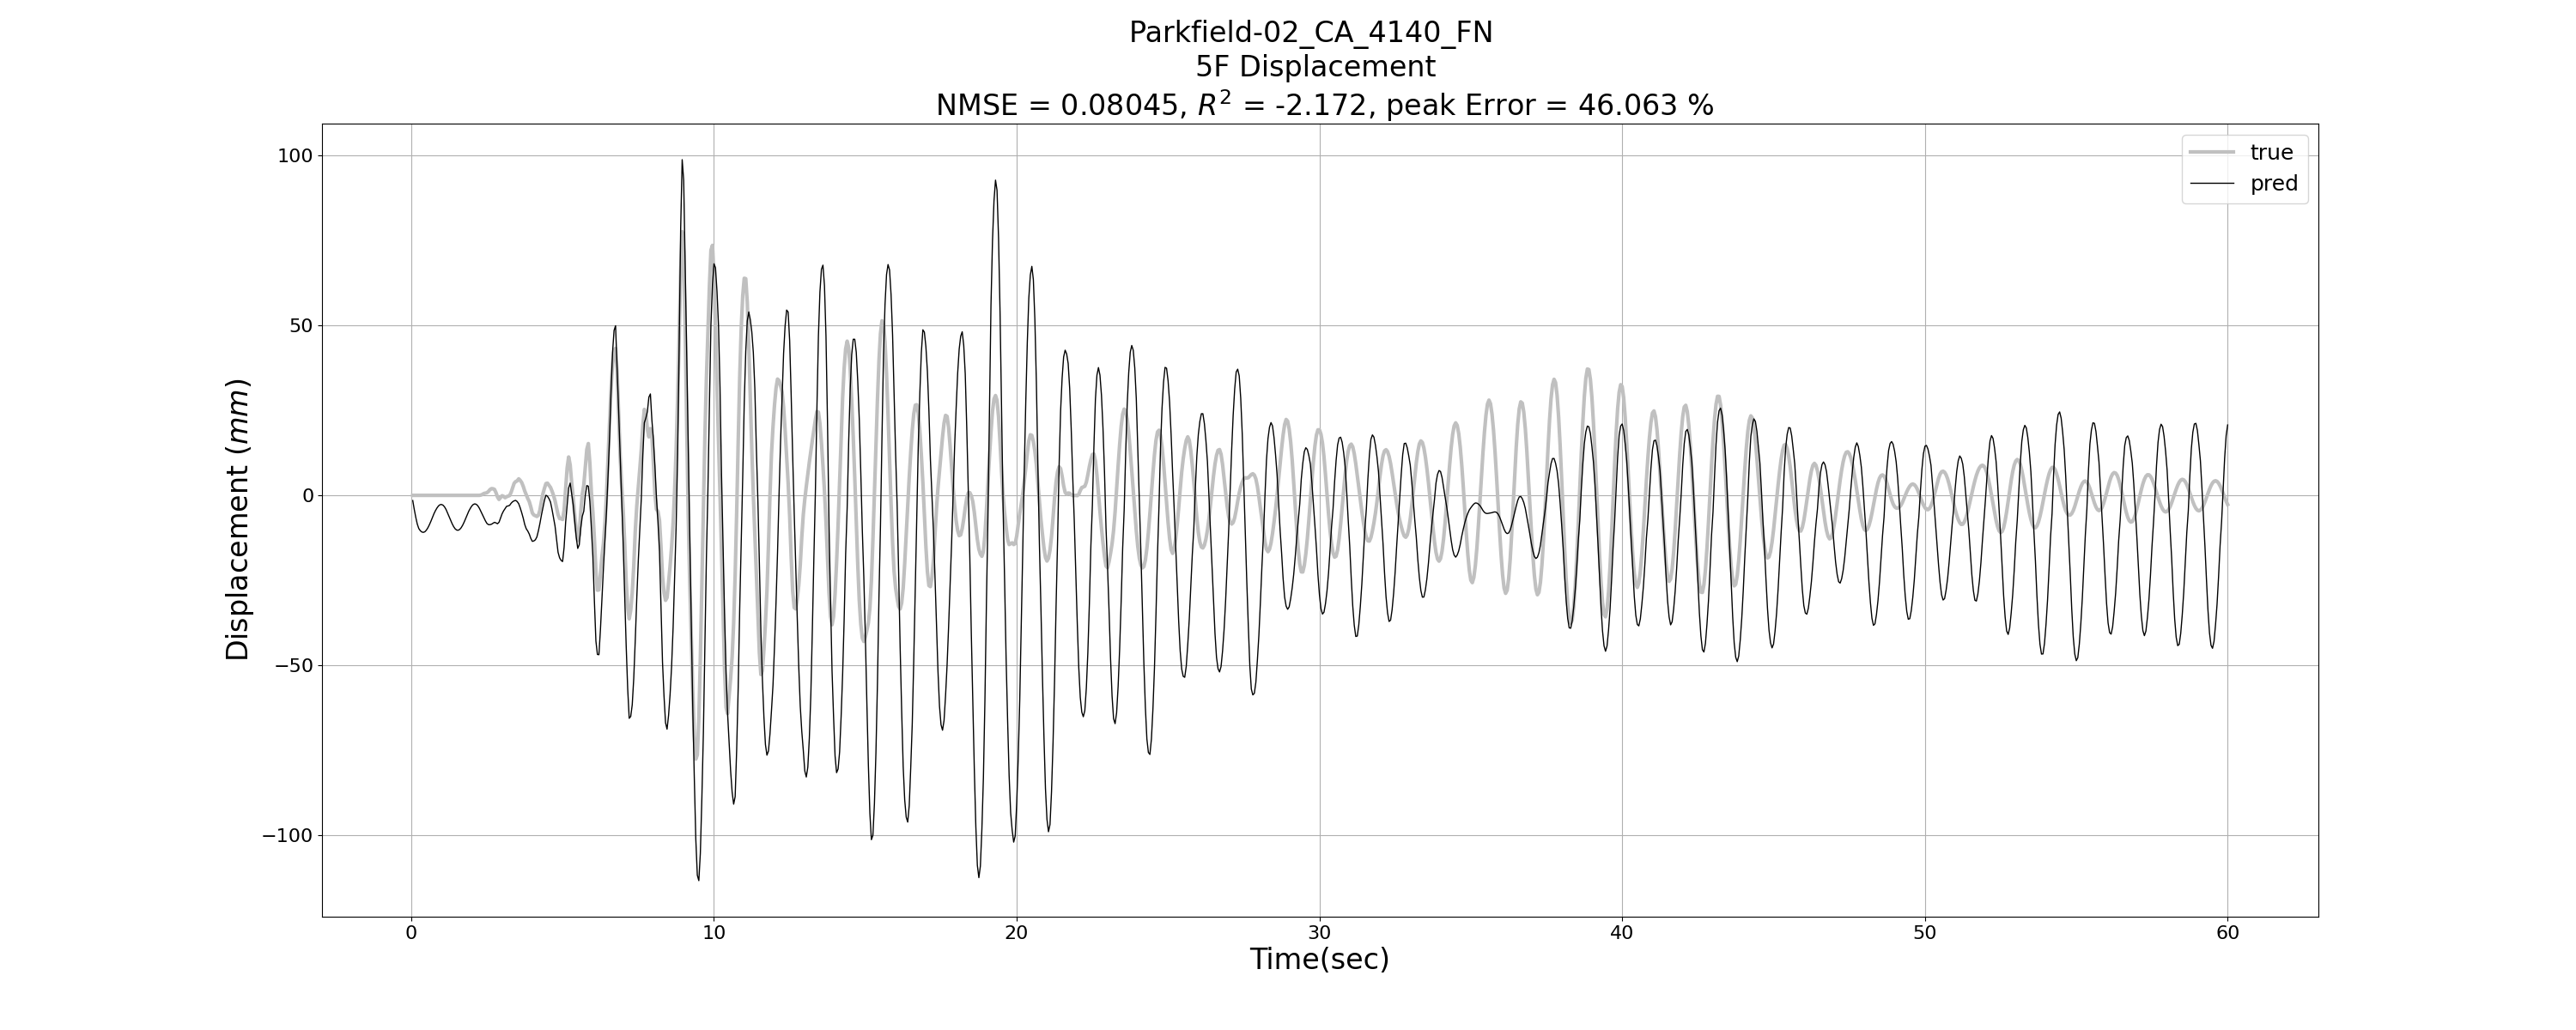 Parkfield-02_CA_4140_FN
5F Displacement
NMSE = 0.08045, R² = -2.172, peak Error = 46.063 %
true
pred
100
50
0
−50
−100
Displacement (mm)
0 10 20 30 40 50 60
Time(sec)